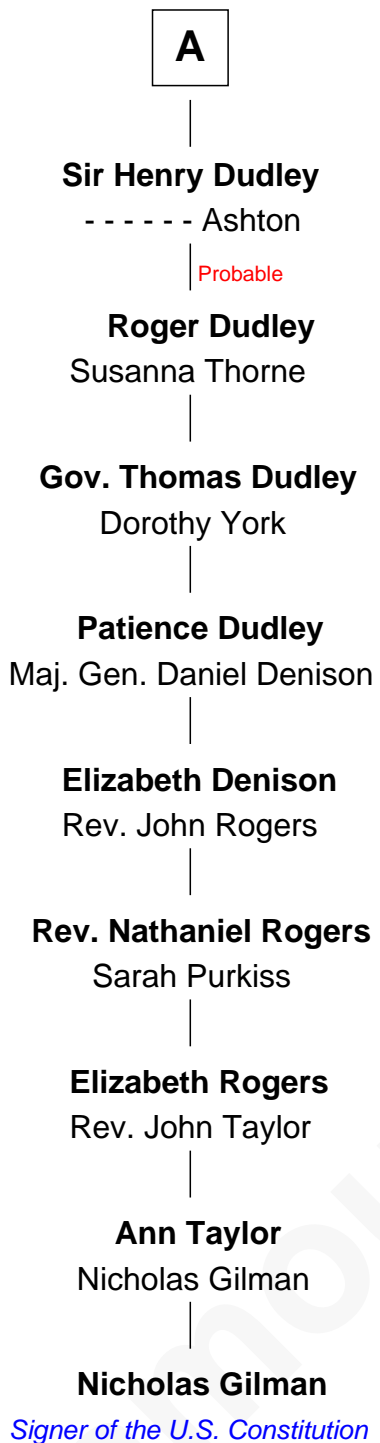 A
Sir Henry Dudley
- - - - - - Ashton
Probable
Roger Dudley
Susanna Thorne
Gov. Thomas Dudley
Dorothy York
Patience Dudley
Maj. Gen. Daniel Denison
Elizabeth Denison
Rev. John Rogers
Rev. Nathaniel Rogers
Sarah Purkiss
Elizabeth Rogers
Rev. John Taylor
Ann Taylor
Nicholas Gilman
Nicholas Gilman
Signer of the U.S. Constitution